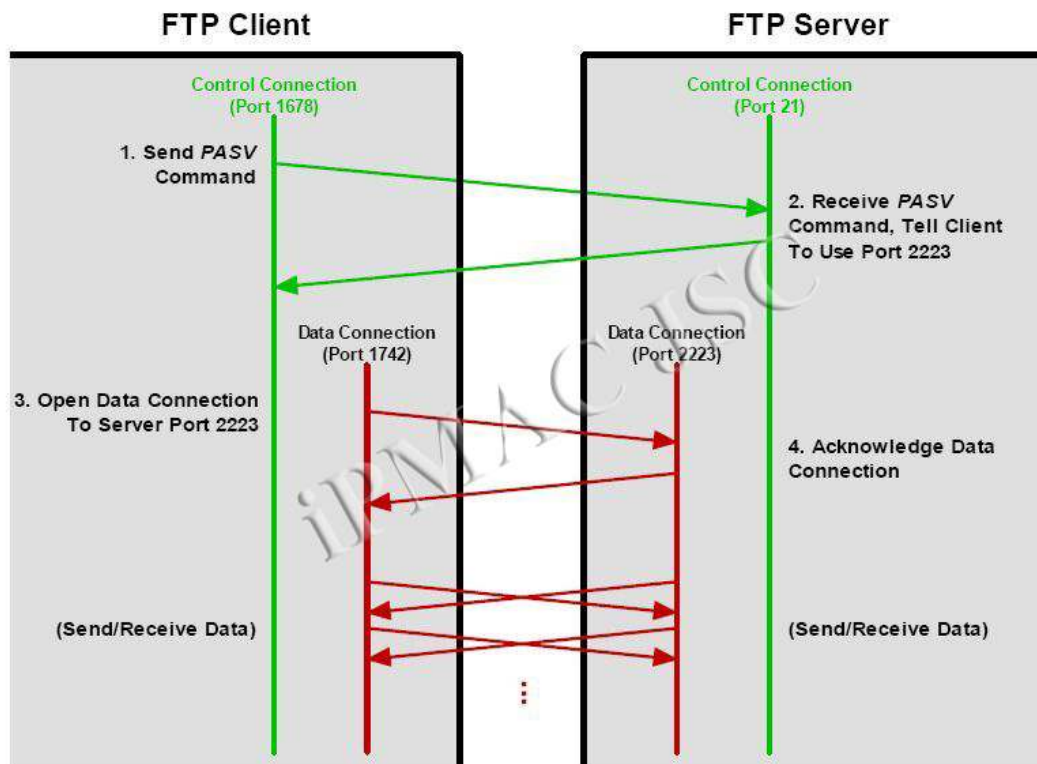 FTP Client
FTP Server
Control Connection
(Port 1678)
Control Connection
(Port 21)
1. Send PASV
Command
2. Receive PASV
Command, Tell Client
To Use Port 2223
Data Connection
(Port 1742)
Data Connection
(Port 2223)
3. Open Data Connection
To Server Port 2223
4. Acknowledge Data
Connection
(Send/Receive Data)
(Send/Receive Data)
iPMAC JSC